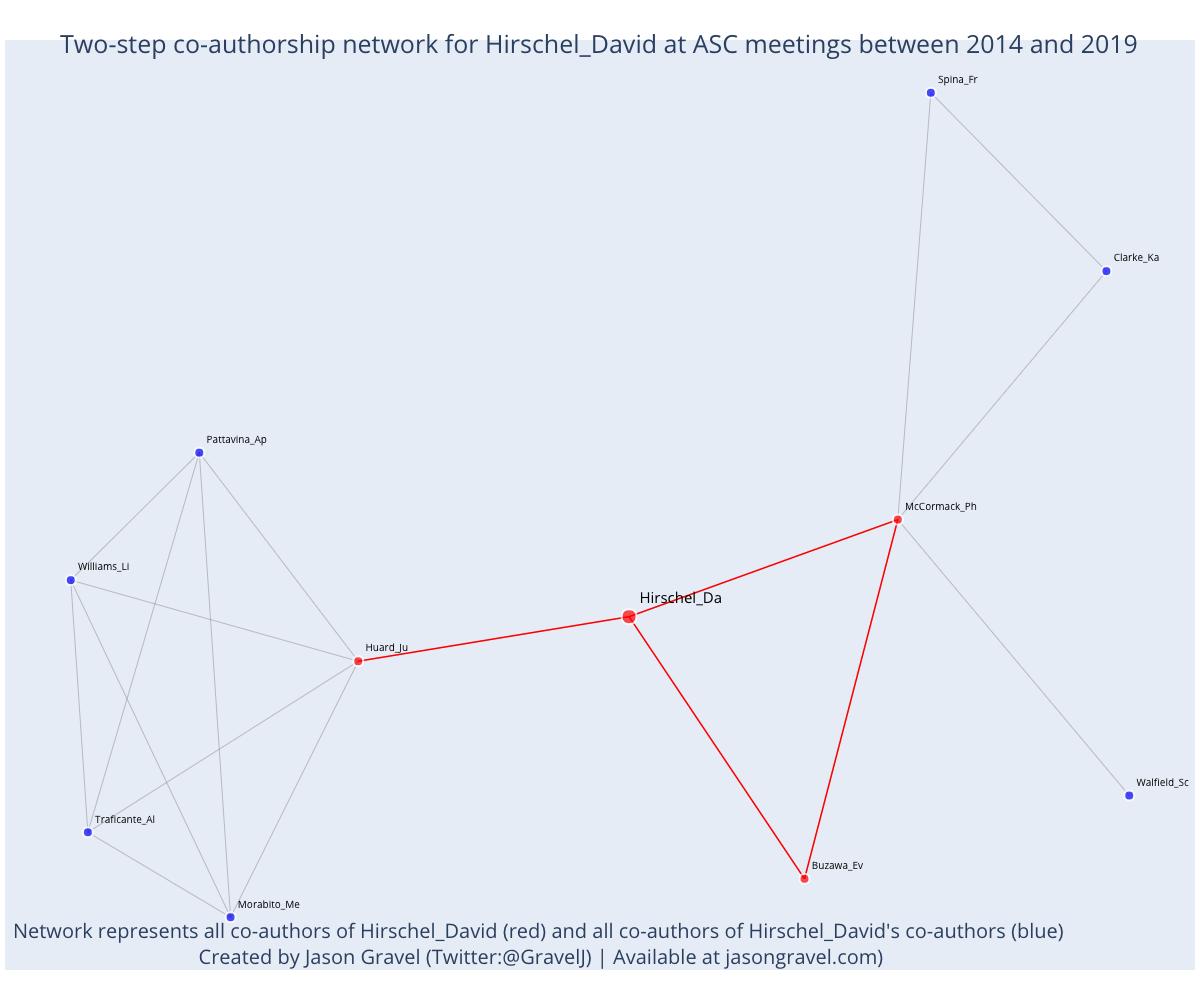 Two-step co-authorship network for Hirschel_David at ASC meetings between 2014 and 2019
Spina_Fr
Clarke_Ka
Pattavina_Ap
McCormack_Ph
Williams_Li
Hirschel_Da
Huard_Ju
Walfield_Sc
Traficante_Al
Buzawa_Ev
Morabito_Me
Network represents all co-authors of Hirschel_David (red) and all co-authors of Hirschel_David's co-authors (blue)
Created by Jason Gravel (Twitter:@GravelJ) | Available at jasongravel.com)